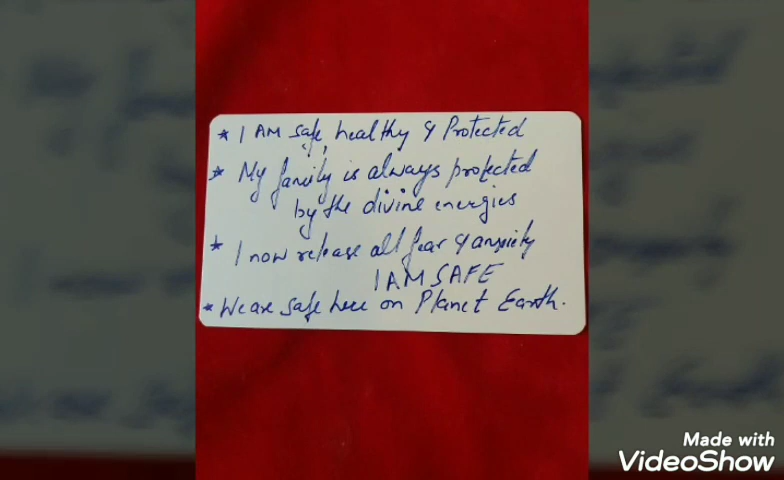 * I AM safe, healthy & Protected
* My family is always protected
by the divine energies
* I now release all fear & anxiety
I AM SAFE
* We are safe here on Planet Earth.
Made with
VideoShow